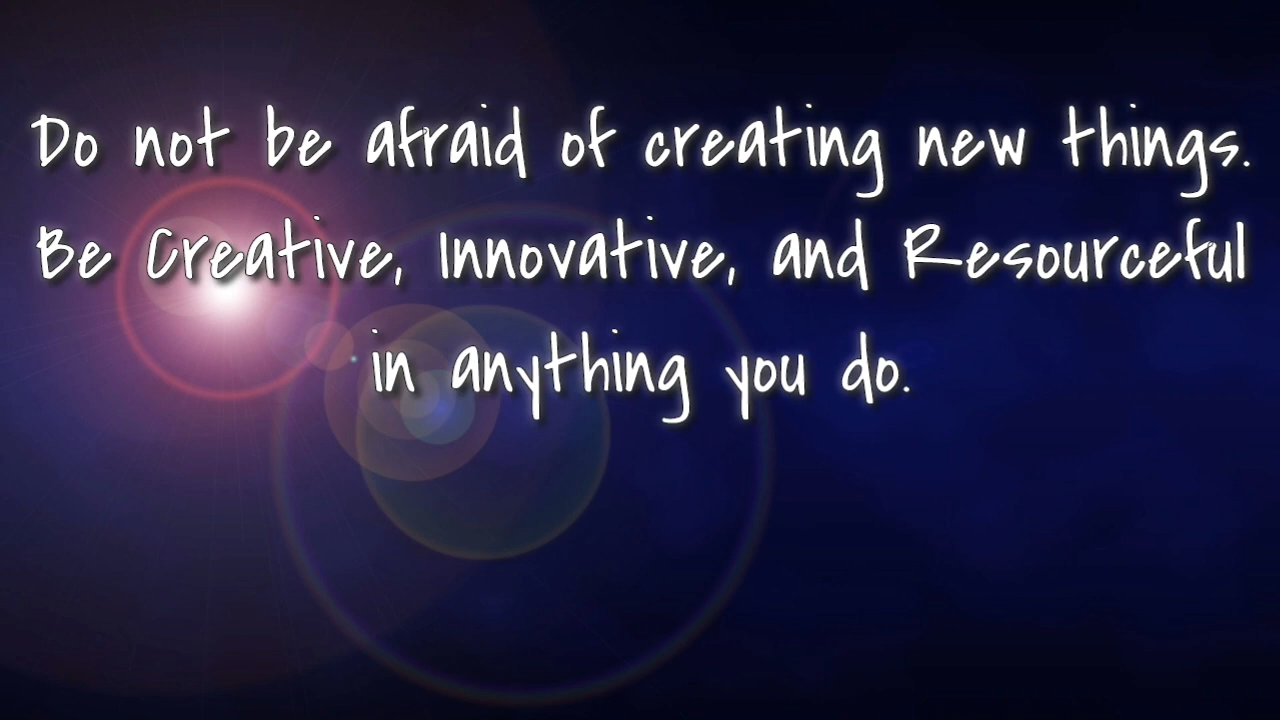 Do not be afraid of creating new things.
Be Creative, Innovative, and Resourceful
in anything you do.